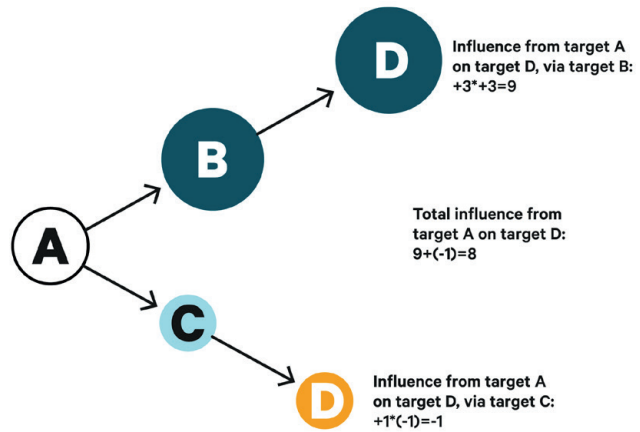 D
Influence from target A
on target D, via target B:
+3*+3=9
B
A
Total influence from
target A on target D:
9+(-1)=8
C
D
Influence from target A
on target D, via target C:
+1*(-1)=-1